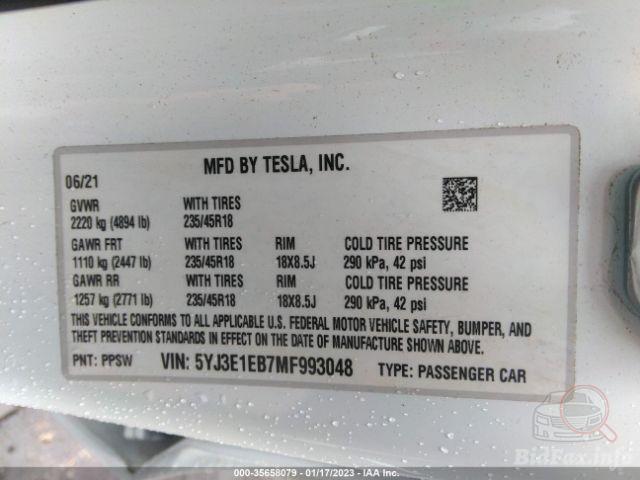 MFD BY TESLA, INC.
06/21
GVWR WITH TIRES
2220 kg (4894 lb) 235/45R18
GAWR FRT WITH TIRES RIM COLD TIRE PRESSURE
1110 kg (2447 lb) 235/45R18 18X8.5J 290 kPa, 42 psi
GAWR RR WITH TIRES RIM COLD TIRE PRESSURE
1257 kg (2771 lb) 235/45R18 18X8.5J 290 kPa, 42 psi
THIS VEHICLE CONFORMS TO ALL APPLICABLE U.S. FEDERAL MOTOR VEHICLE SAFETY, BUMPER, AND
THEFT PREVENTION STANDARDS IN EFFECT ON THE DATE OF MANUFACTURE SHOWN ABOVE.
PNT: PPSW VIN: 5YJ3E1EB7MF993048 TYPE: PASSENGER CAR
BidFax.info
000-35658079 - 01/17/2023 - IAA Inc.